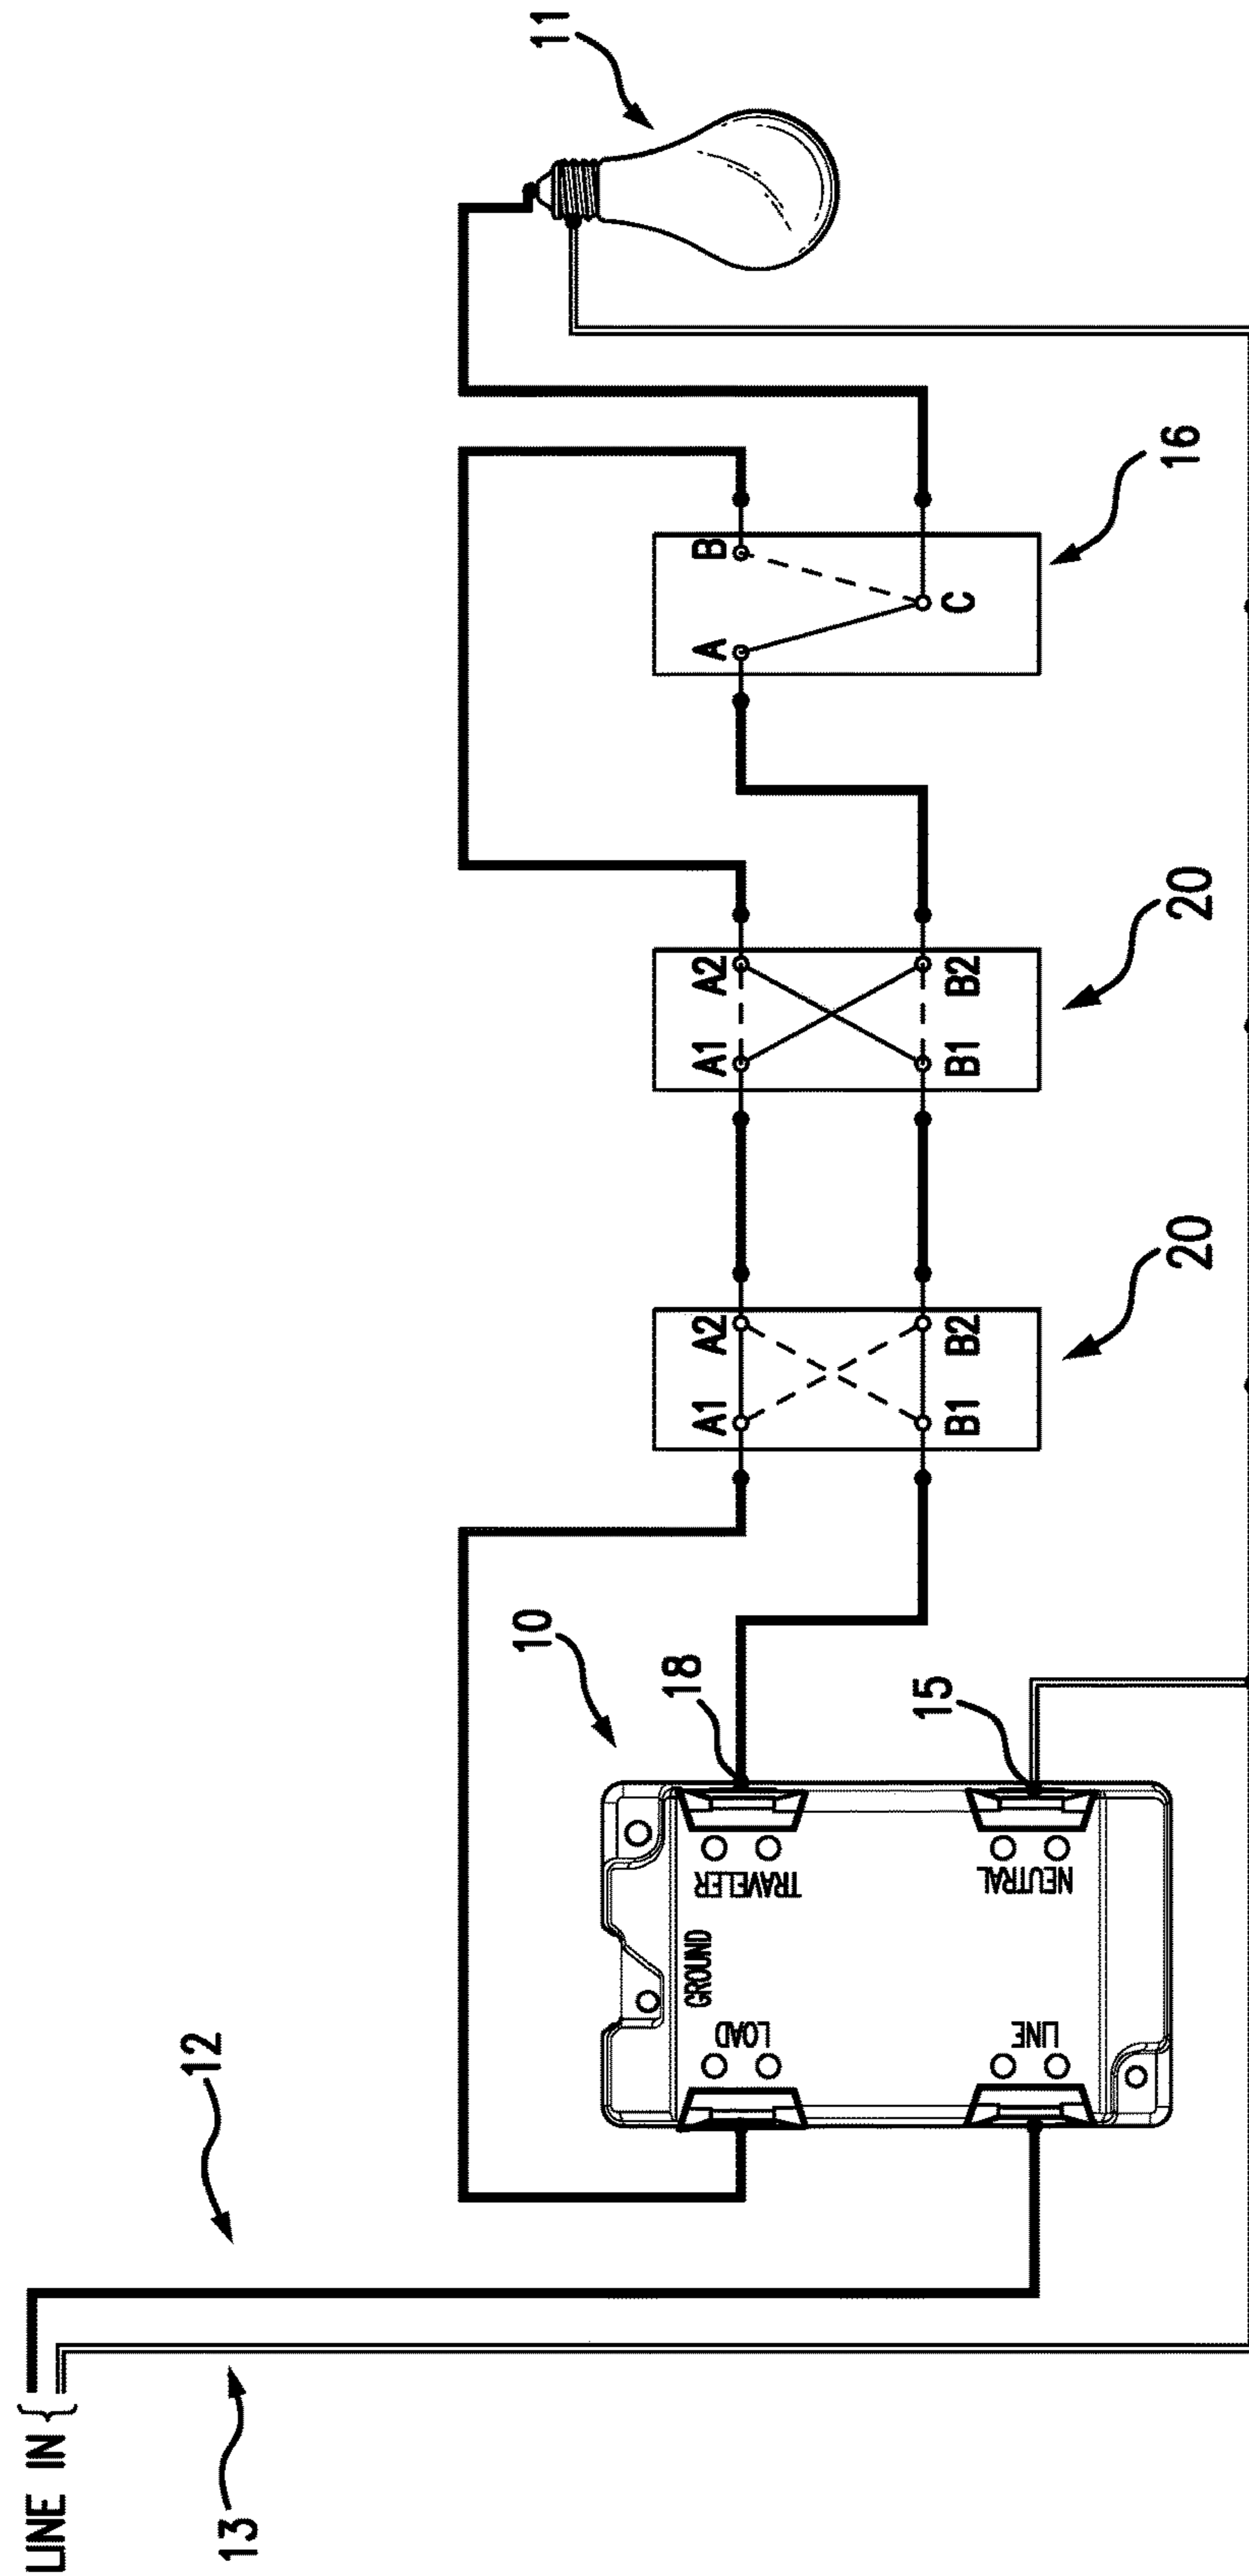 LINE IN {
12
13
10
18
15
LOAD
GROUND
TRAVELER
LINE
NEUTRAL
A1
A2
B1
B2
20
A1
A2
B1
B2
20
A
B
C
16
11